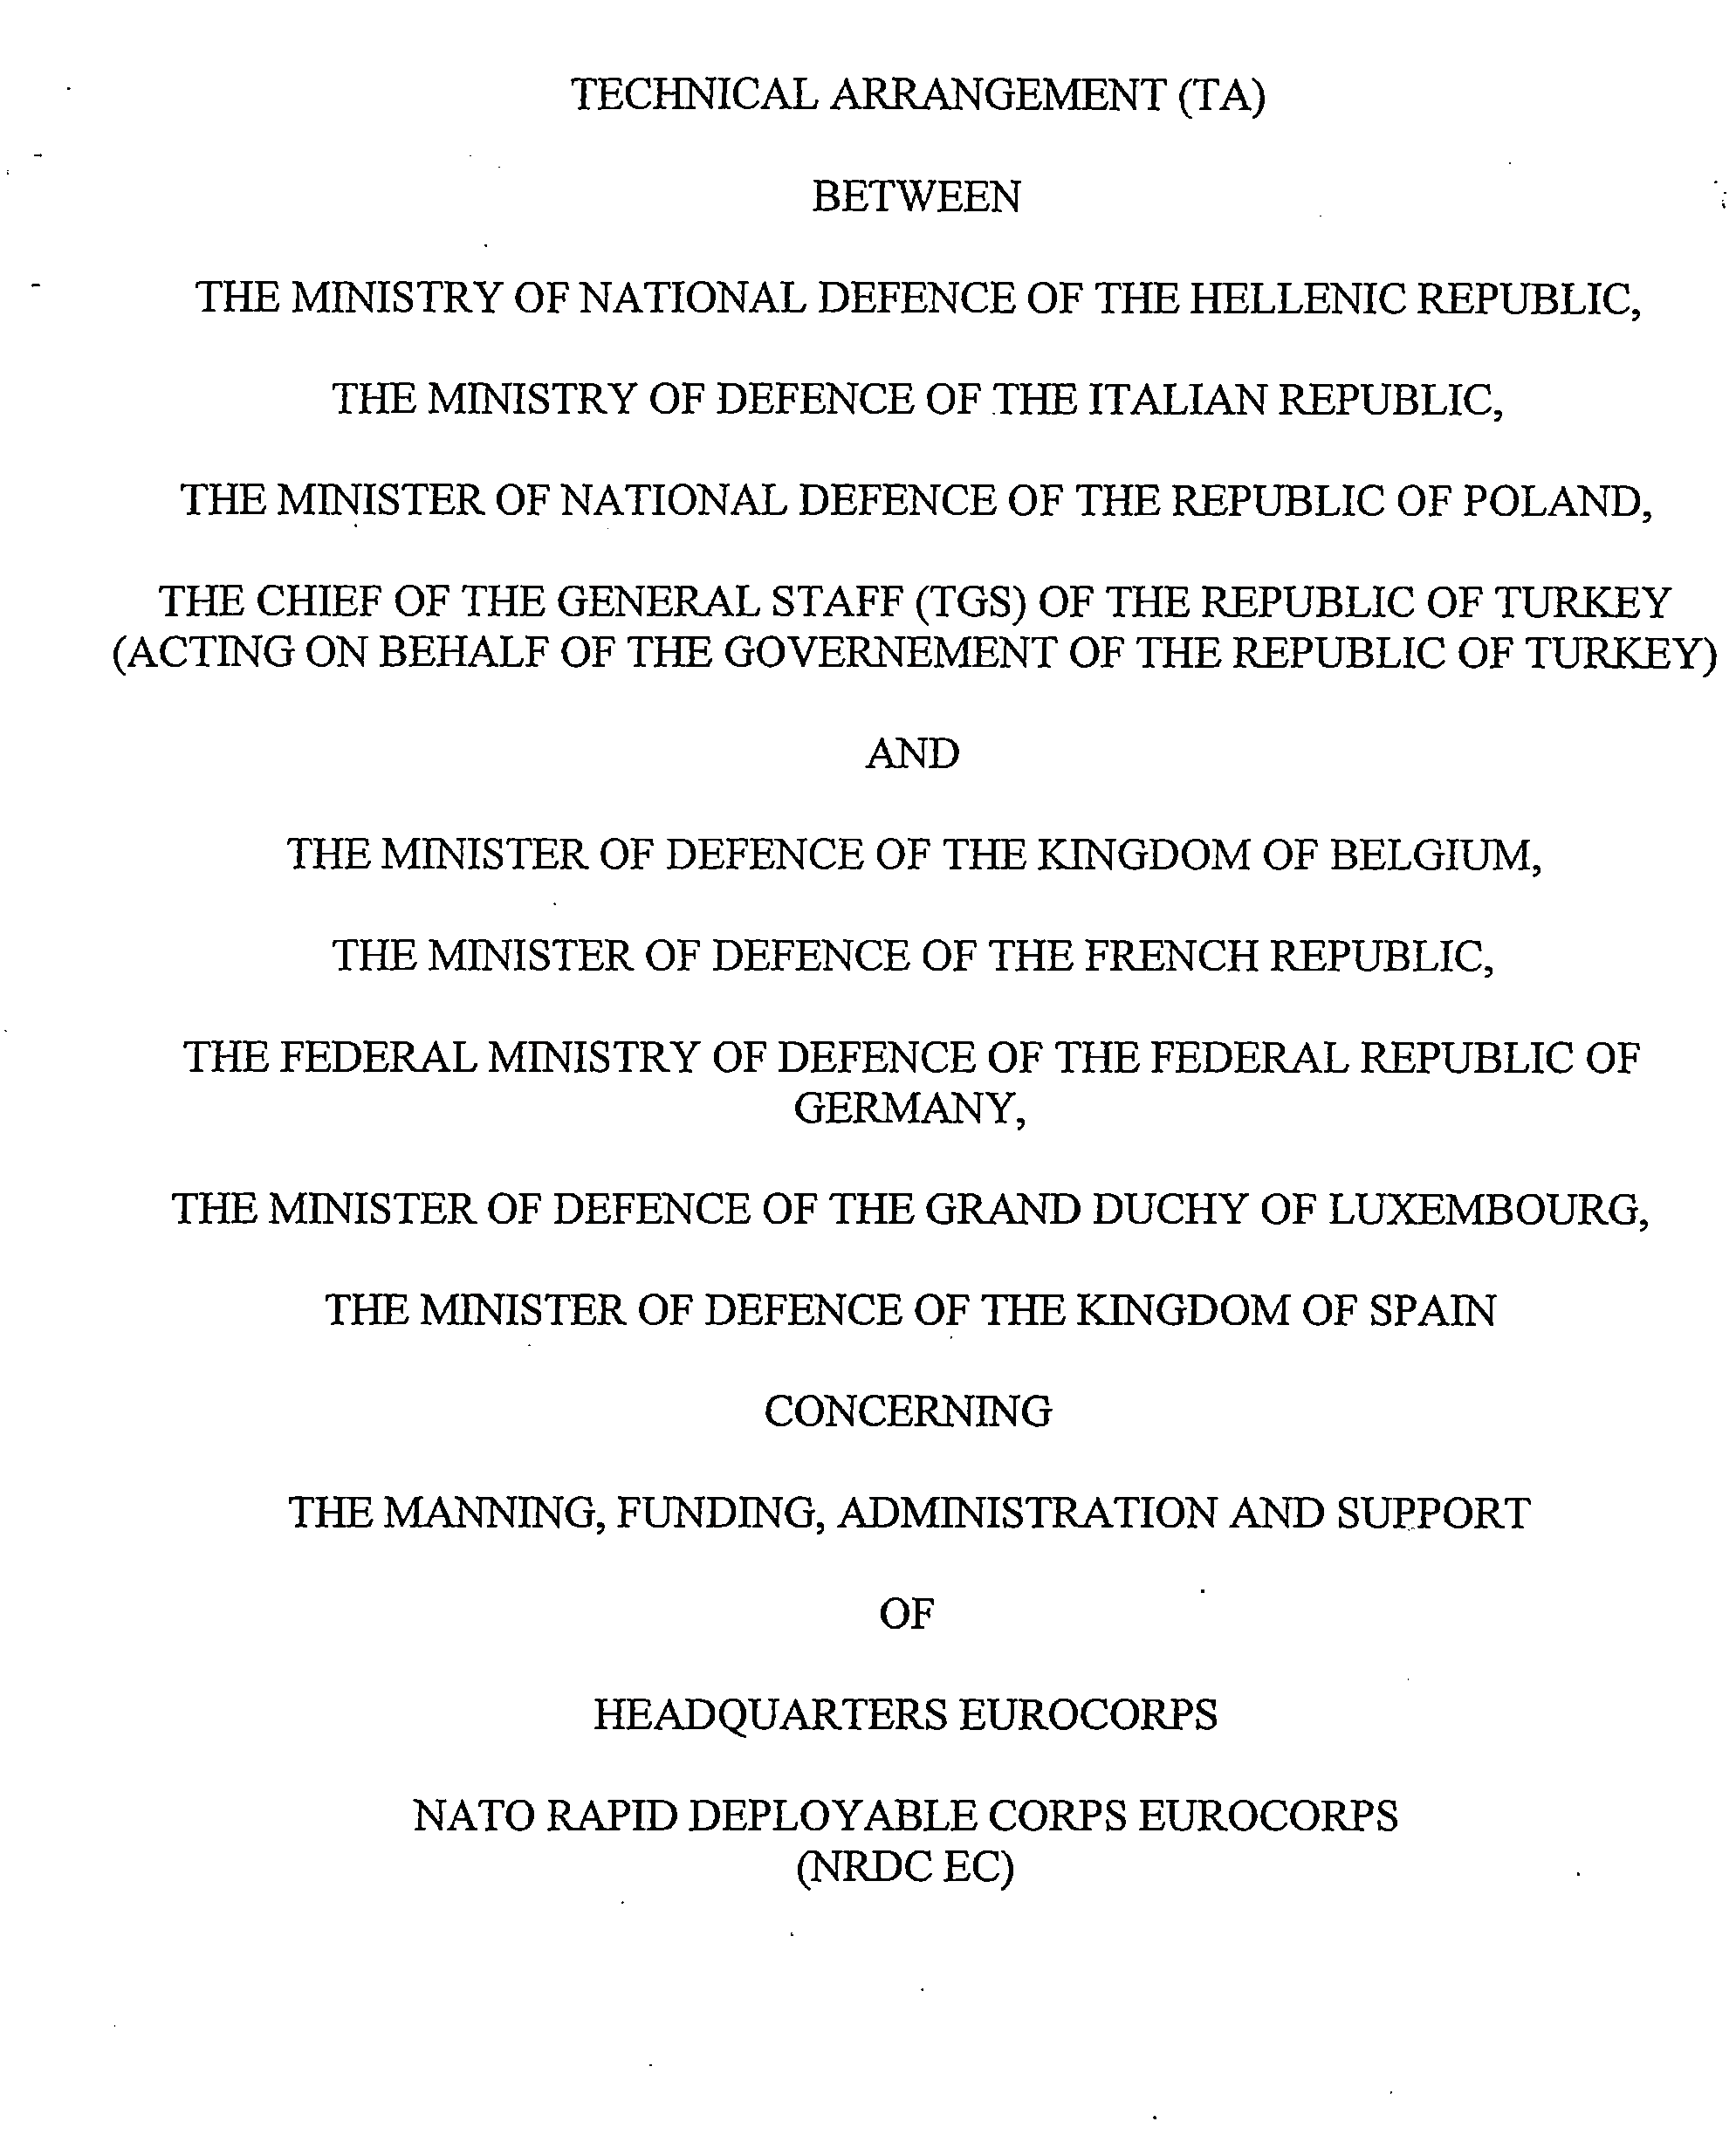 TECHNICAL ARRANGEMENT (TA)
BETWEEN
THE MINISTRY OF NATIONAL DEFENCE OF THE HELLENIC REPUBLIC,
THE MINISTRY OF DEFENCE OF THE ITALIAN REPUBLIC,
THE MINISTER OF NATIONAL DEFENCE OF THE REPUBLIC OF POLAND,
THE CHIEF OF THE GENERAL STAFF (TGS) OF THE REPUBLIC OF TURKEY
(ACTING ON BEHALF OF THE GOVERNEMENT OF THE REPUBLIC OF TURKEY)
AND
THE MINISTER OF DEFENCE OF THE KINGDOM OF BELGIUM,
THE MINISTER OF DEFENCE OF THE FRENCH REPUBLIC,
THE FEDERAL MINISTRY OF DEFENCE OF THE FEDERAL REPUBLIC OF
GERMANY,
THE MINISTER OF DEFENCE OF THE GRAND DUCHY OF LUXEMBOURG,
THE MINISTER OF DEFENCE OF THE KINGDOM OF SPAIN
CONCERNING
THE MANNING, FUNDING, ADMINISTRATION AND SUPPORT
OF
HEADQUARTERS EUROCORPS
NATO RAPID DEPLOYABLE CORPS EUROCORPS
(NRDC EC)